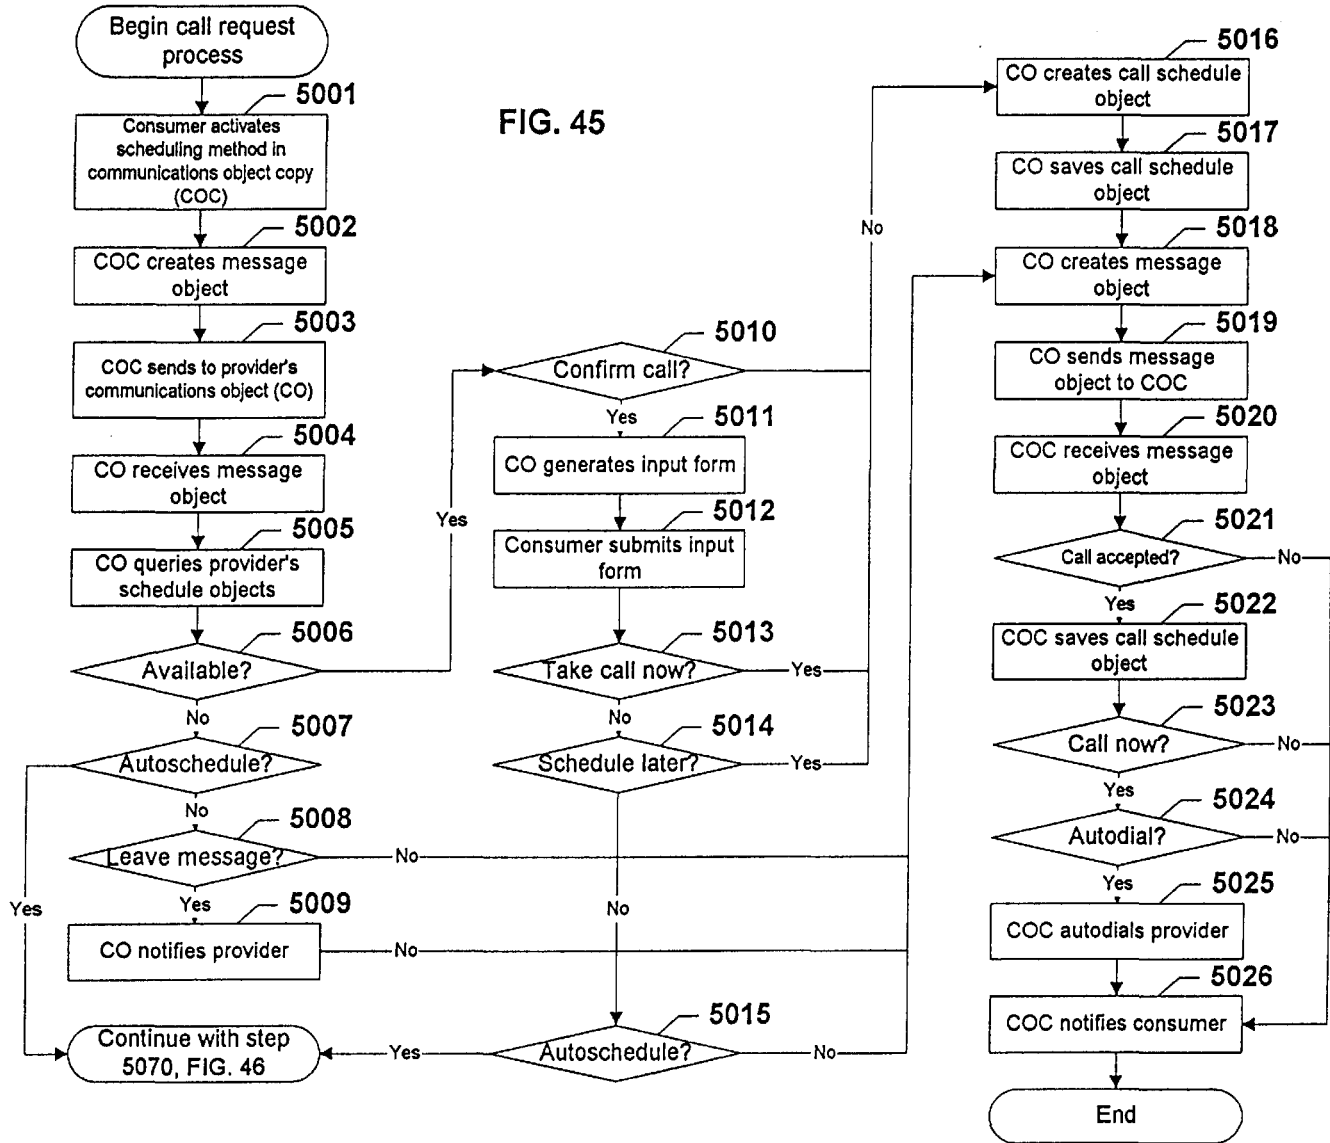 Begin call request
process
5001
Consumer activates
scheduling method in
communications object copy
(COC)
5002
COC creates message
object
5003
COC sends to provider's
communications object (CO)
5004
CO receives message
object
5005
CO queries provider's
schedule objects
5006
Available?
Yes
No
5007
Autoschedule?
Yes
No
5008
Leave message?
No
Yes
5009
CO notifies provider
No
Continue with step
5070, FIG. 46
FIG. 45
5010
Confirm call?
No
Yes
5011
CO generates input form
5012
Consumer submits input
form
5013
Take call now?
Yes
No
5014
Schedule later?
Yes
No
5015
Autoschedule?
Yes
No
5016
CO creates call schedule
object
5017
CO saves call schedule
object
5018
CO creates message
object
5019
CO sends message
object to COC
5020
COC receives message
object
5021
Call accepted?
No
Yes
5022
COC saves call schedule
object
5023
Call now?
No
Yes
5024
Autodial?
No
Yes
5025
COC autodials provider
5026
COC notifies consumer
End